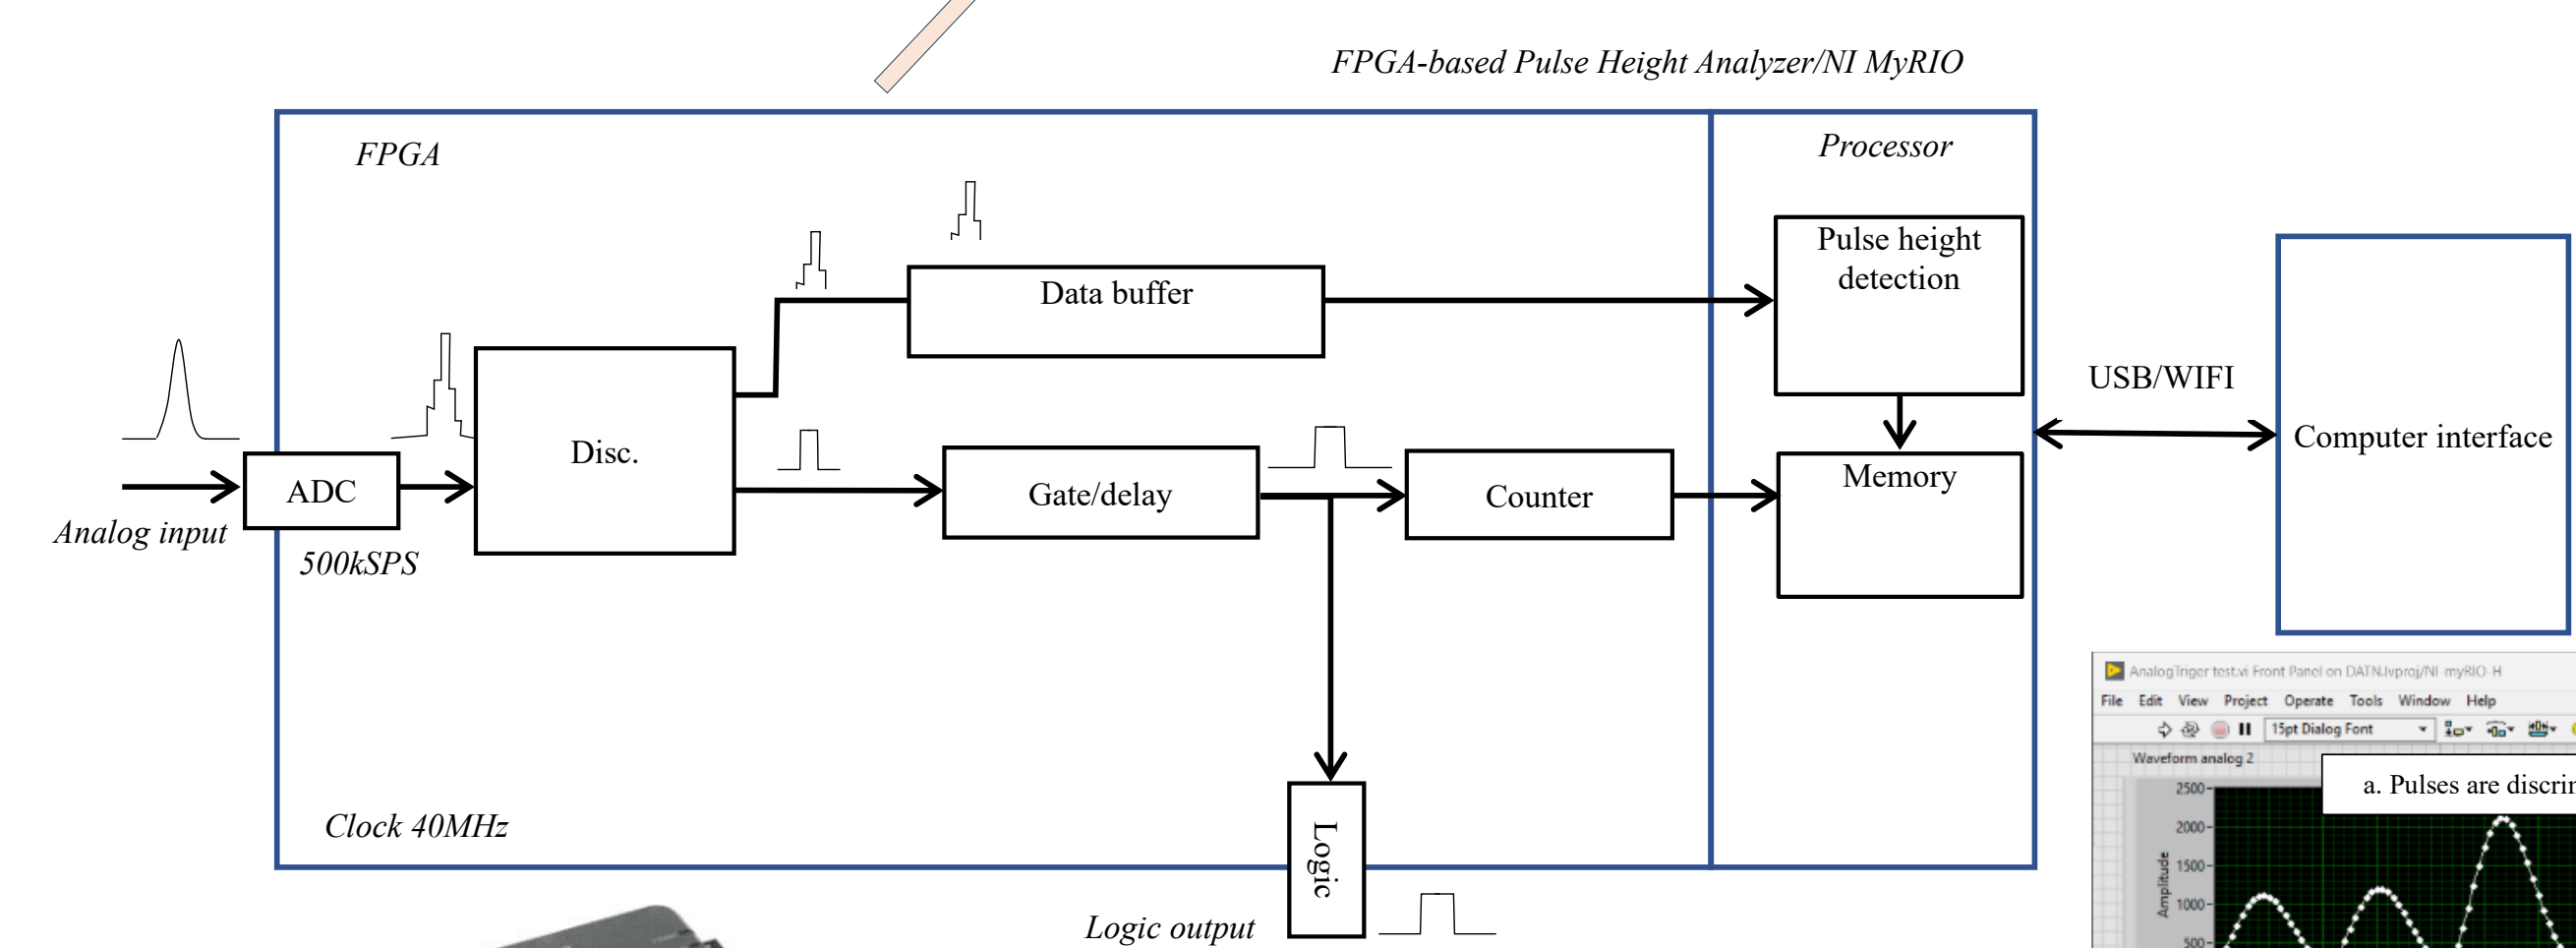 FPGA-based Pulse Height Analyzer/NI MyRIO
FPGA
Processor
Pulse height
detection
Data buffer
USB/WIFI
Computer interface
Disc.
Memory
ADC
Gate/delay
Counter
Analog input
500kSPS
Clock 40MHz
Logic
Logic output
AnalogTriger test.vi Front Panel on DATN.lvproj/NI-myRIO-H
File Edit View Project Operate Tools Window Help
15pt Dialog Font
Waveform analog 2
a. Pulses are discrin
2500
2000
1500
1000
500
Amplitude